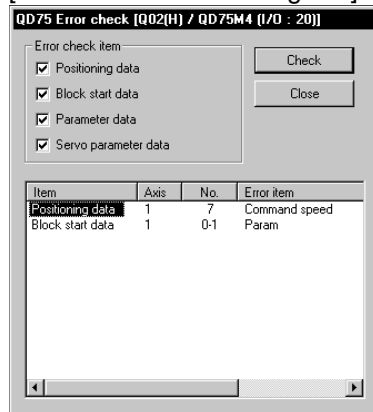 QD75 Error check [Q02(H) / QD75M4 (I/O : 20)]
Error check item
Positioning data
Block start data
Parameter data
Servo parameter data
Check
Close
Item Axis No. Error item
Positioning data 1 7 Command speed
Block start data 1 0-1 Param